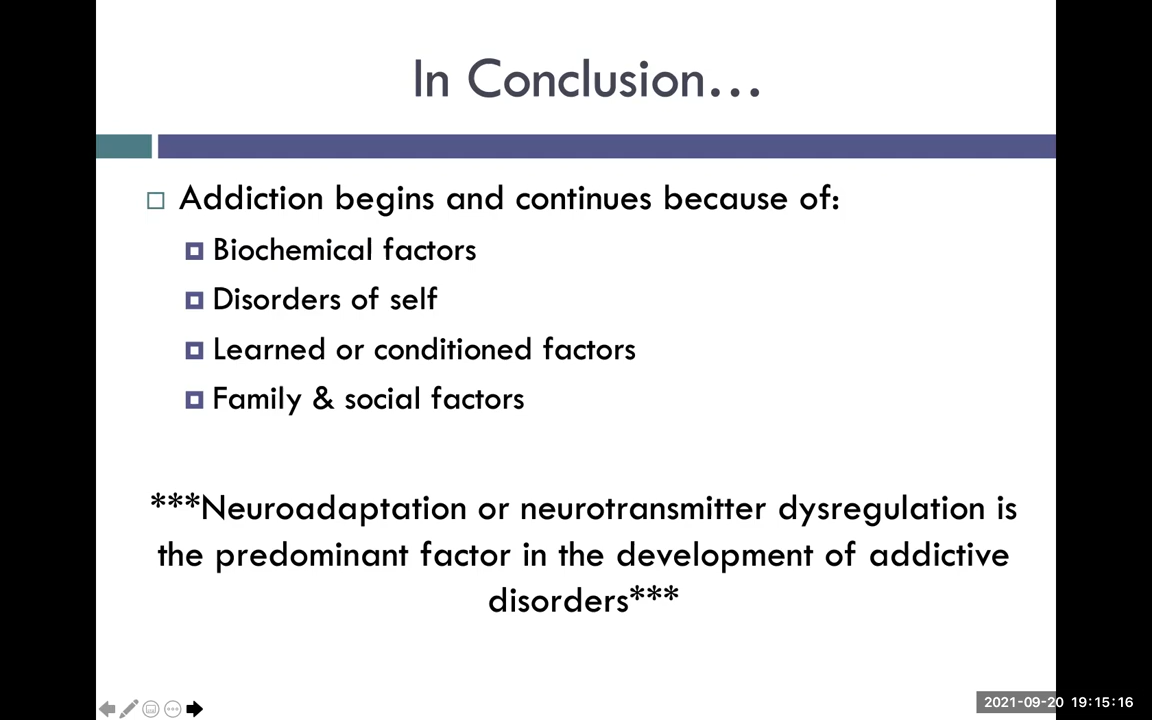 In Conclusion...
Addiction begins and continues because of:
Biochemical factors
Disorders of self
Learned or conditioned factors
Family & social factors
***Neuroadaptation or neurotransmitter dysregulation is
the predominant factor in the development of addictive
disorders***
2021-09-20 19:15:16